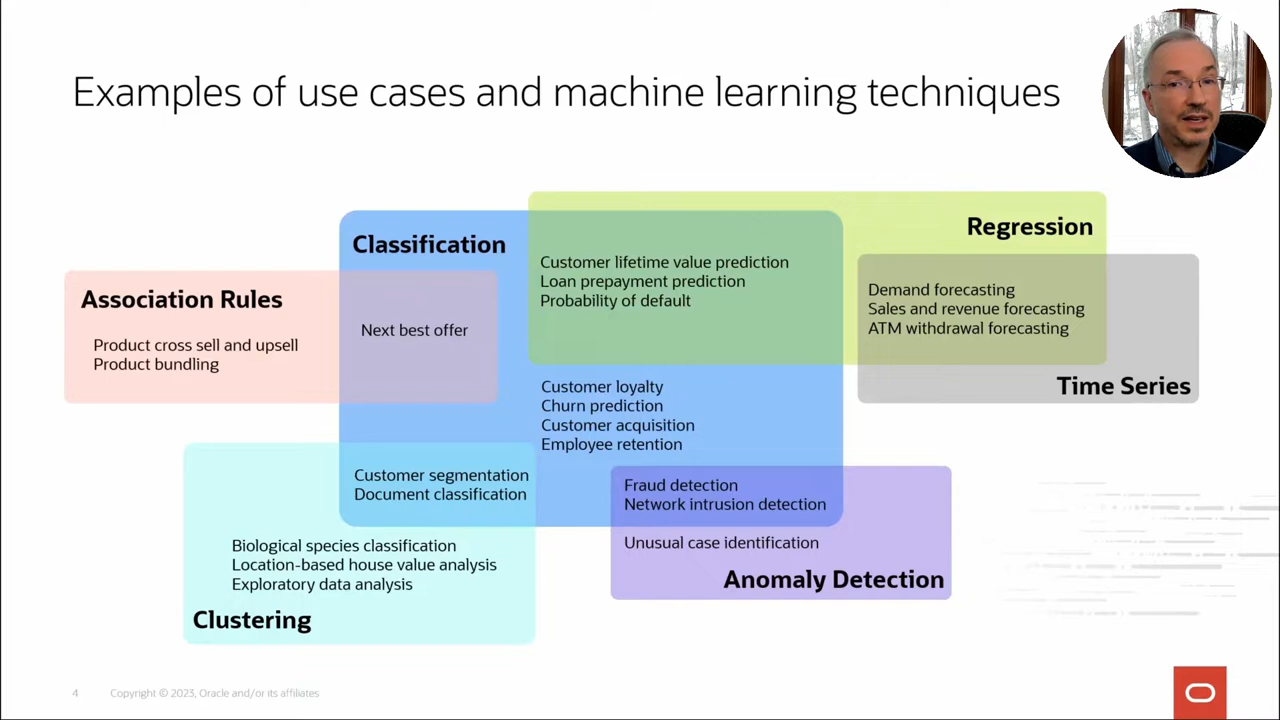 Examples of use cases and machine learning techniques
Classification
Regression
Association Rules
Product cross sell and upsell
Product bundling
Next best offer
Customer lifetime value prediction
Loan prepayment prediction
Probability of default
Demand forecasting
Sales and revenue forecasting
ATM withdrawal forecasting
Time Series
Customer loyalty
Churn prediction
Customer acquisition
Employee retention
Customer segmentation
Document classification
Fraud detection
Network intrusion detection
Unusual case identification
Anomaly Detection
Biological species classification
Location-based house value analysis
Exploratory data analysis
Clustering
4
Copyright © 2023, Oracle and/or its affiliates